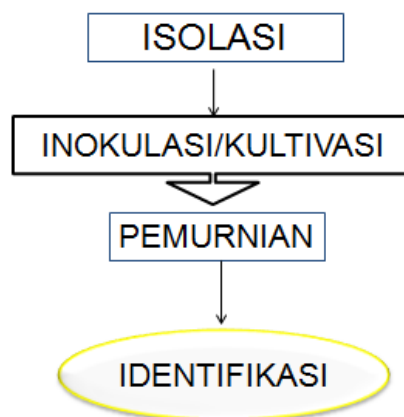 ISOLASI
INOKULASI/KULTIVASI
PEMURNIAN
IDENTIFIKASI